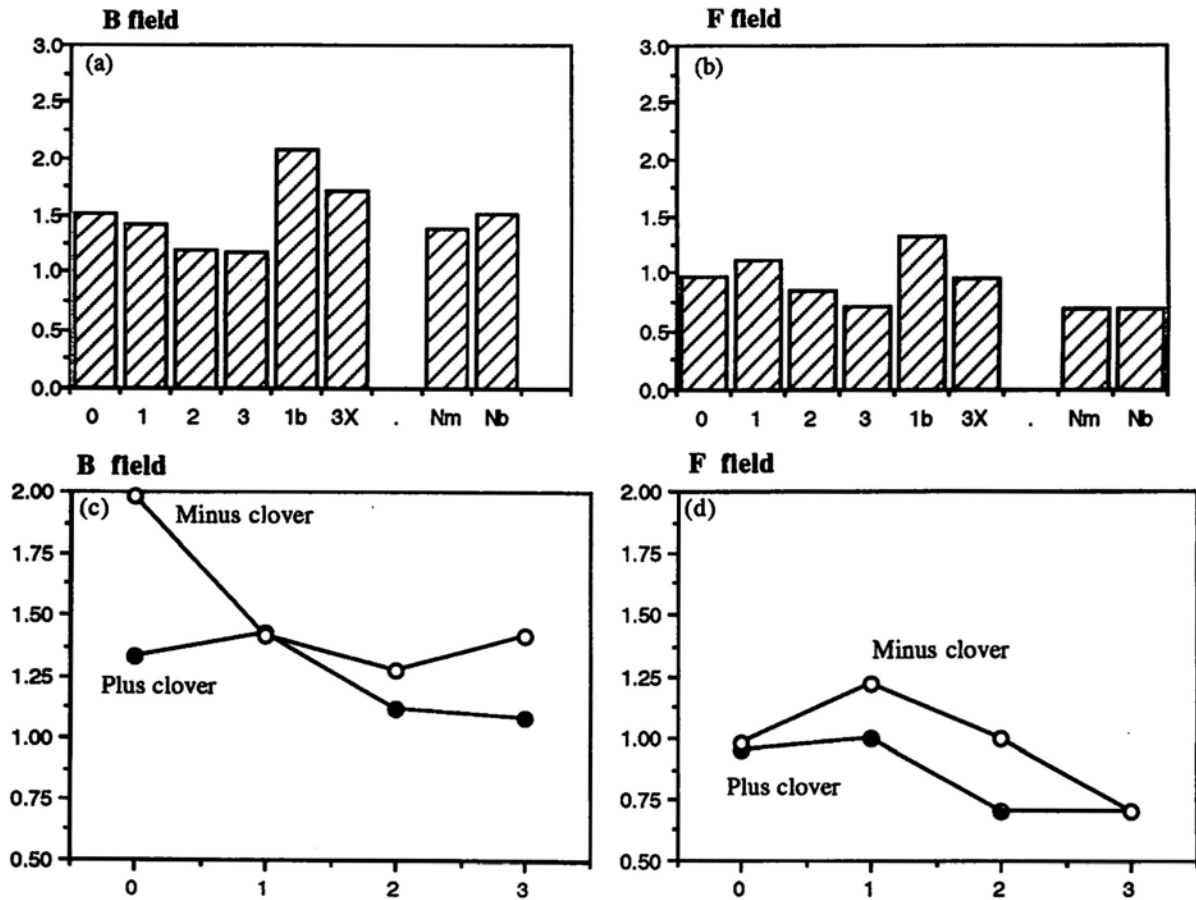 B field
(a)
3.0
2.5
2.0
1.5
1.0
0.5
0.0
0 1 2 3 1b 3X . Nm Nb
F field
(b)
3.0
2.5
2.0
1.5
1.0
0.5
0.0
0 1 2 3 1b 3X . Nm Nb
B field
(c)
2.00
1.75
1.50
1.25
1.00
0.75
0.50
Minus clover
Plus clover
0 1 2 3
F field
(d)
2.00
1.75
1.50
1.25
1.00
0.75
0.50
Minus clover
Plus clover
0 1 2 3